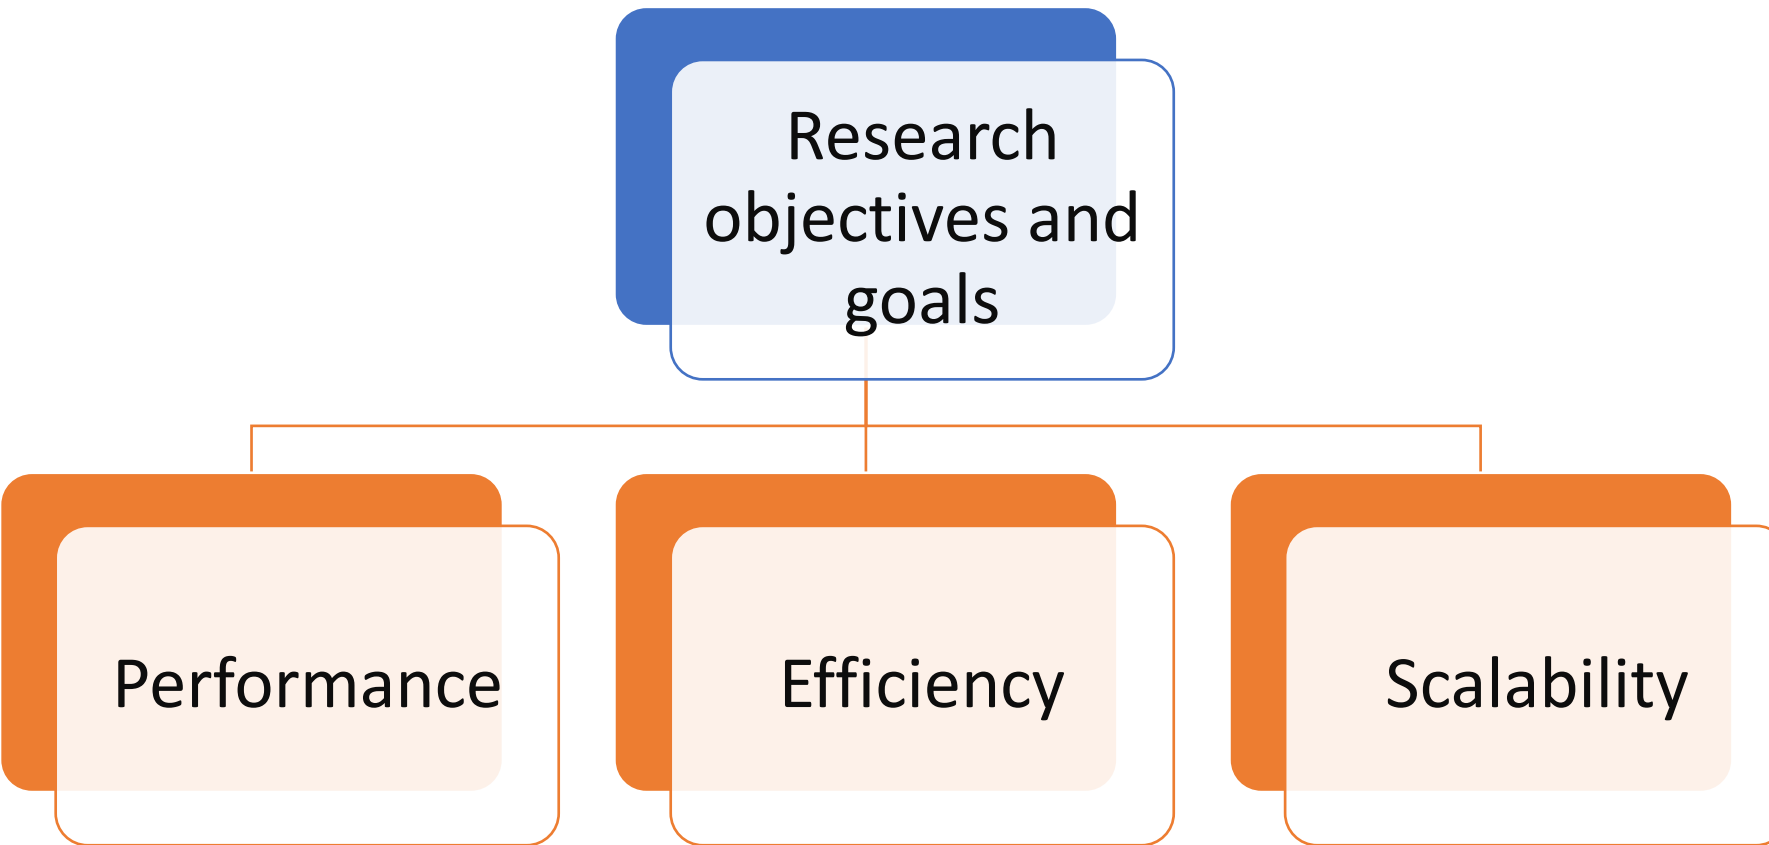 Research
objectives and
goals
Performance
Efficiency
Scalability